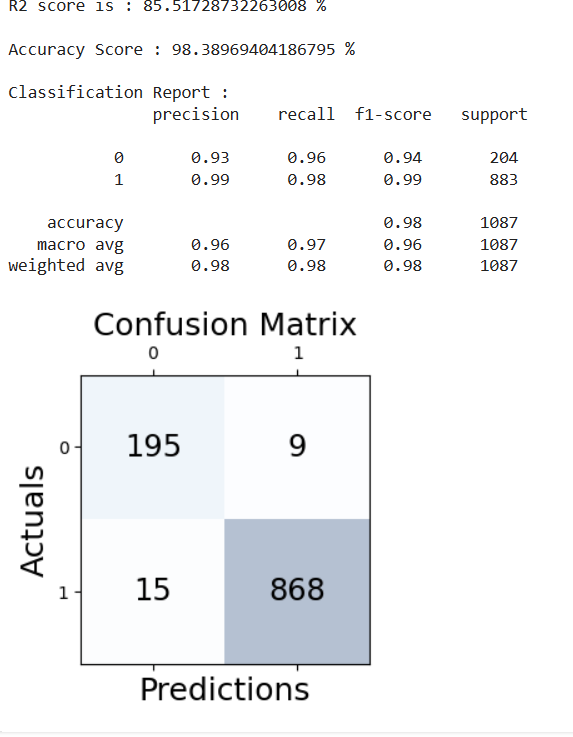 R2 score is : 85.51728732263008 %
Accuracy Score : 98.38969404186795 %
Classification Report :
precision recall f1-score support
0 0.93 0.96 0.94 204
1 0.99 0.98 0.99 883
accuracy 0.98 1087
macro avg 0.96 0.97 0.96 1087
weighted avg 0.98 0.98 0.98 1087
Confusion Matrix
0 1
0 195 9
Actuals
1 15 868
Predictions